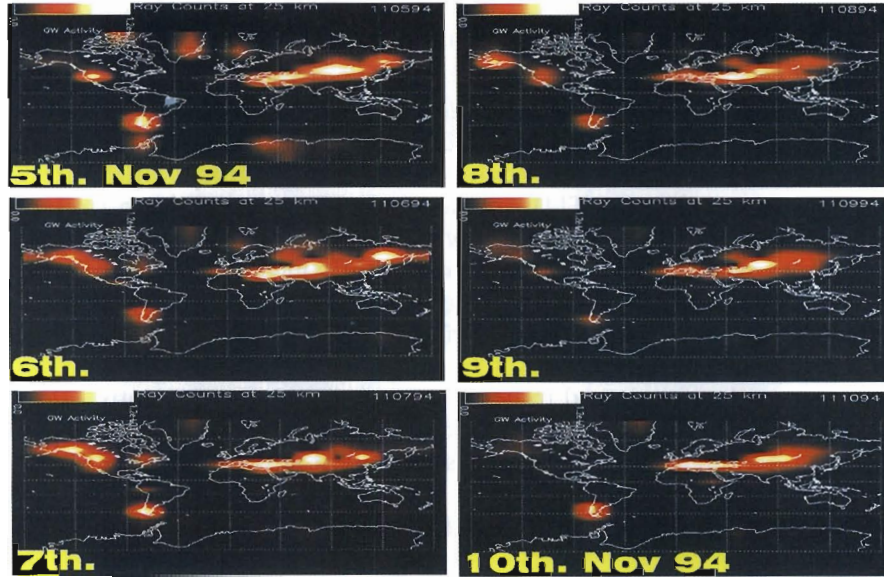 Ray Counts at 25 km 110594
GW Activity
5th. Nov 94
Ray Counts at 25 km 110694
GW Activity
6th.
Ray Counts at 25 km 110794
GW Activity
7th.
Ray Counts at 25 km 110894
GW Activity
8th.
Ray Counts at 25 km 110994
GW Activity
9th.
Ray Counts at 25 km 111094
GW Activity
10th. Nov 94